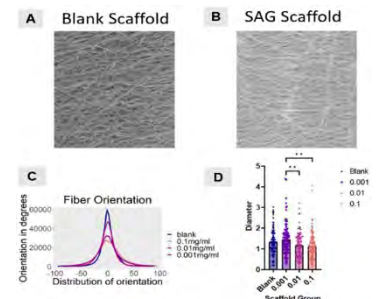 A Blank Scaffold
B SAG Scaffold
C
Fiber Orientation
Orientation in degrees
60000
40000
20000
0
-100 -50 0 50 100
Distribution of orientation
blank
0.1mg/ml
0.01mg/ml
0.001mg/ml
D
Diameter
5
4
3
2
1
0
**
**
Blank
0.001
0.01
0.1
Scaffold Group
Blank
0.001
0.01
0.1